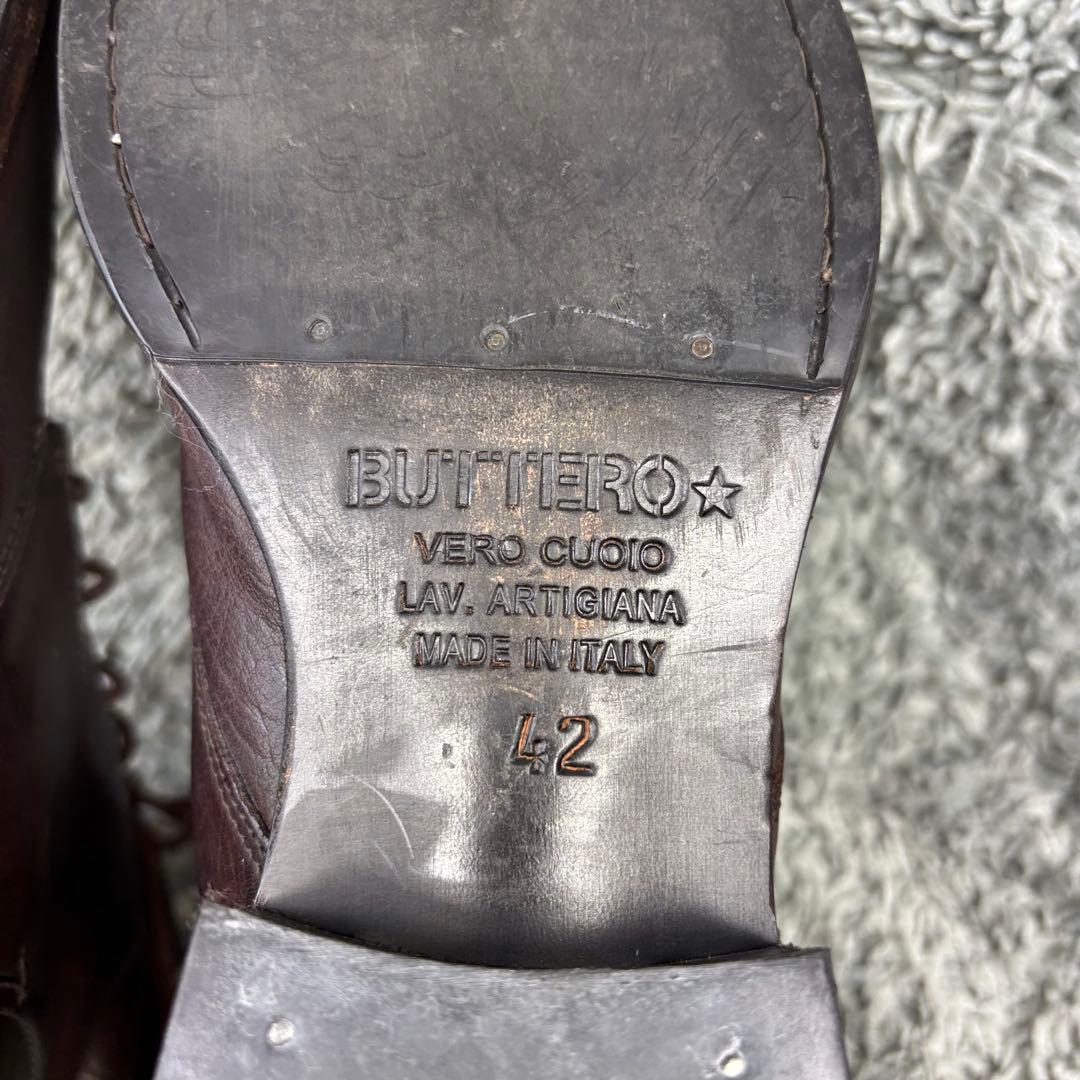 BUTTERO☆
VERO CUOIO
LAV. ARTIGIANA
MADE IN ITALY
42